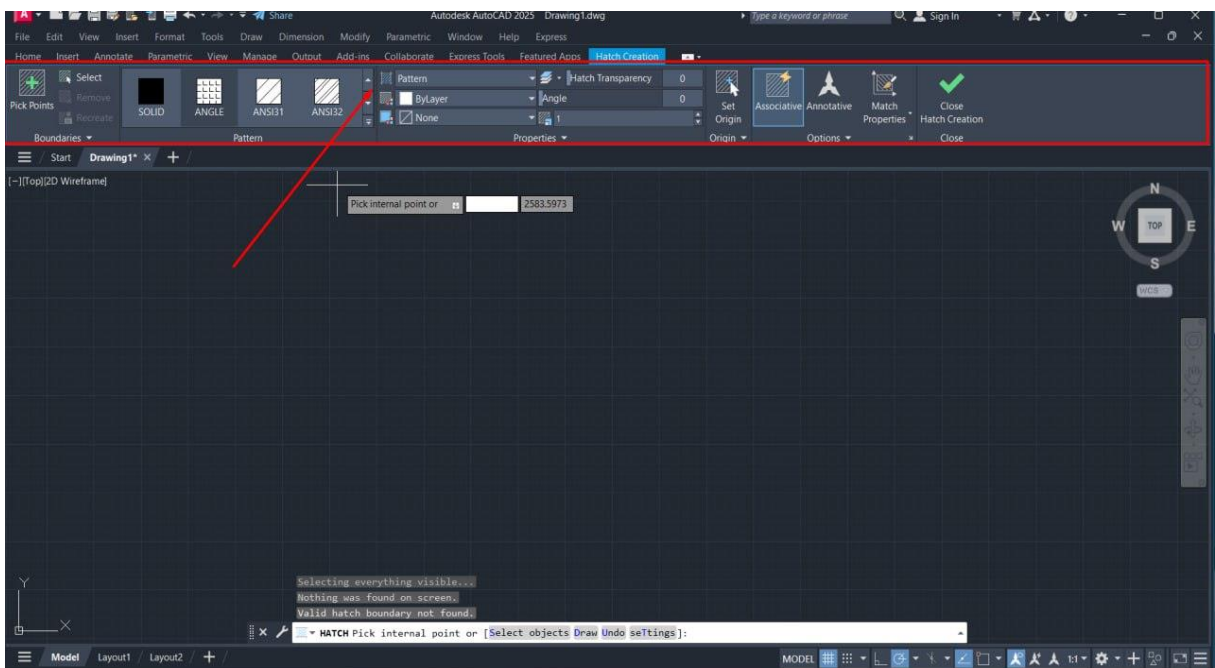 Share Autodesk AutoCAD 2025 Drawing1.dwg Type a keyword or phrase Sign In
File Edit View Insert Format Tools Draw Dimension Modify Parametric Window Help Express
Home Insert Annotate Parametric View Manage Output Add-ins Collaborate Express Tools Featured Apps Hatch Creation
Select Pattern Hatch Transparency 0
Pick Points Remove SOLID ANGLE ANSI31 ANSI32 ByLayer Angle 0 Set Origin Associative Annotative Match Properties Close Hatch Creation
Recreate None 1
Boundaries Pattern Properties Origin Options Close
Start Drawing1* +
[-][Top][2D Wireframe]
N
Pick internal point or 2583.5973
W TOP E
S
WCS
Selecting everything visible...
Nothing was found on screen.
Valid hatch boundary not found.
Y
X
HATCH Pick internal point or [Select objects Draw Undo seTtings]:
Model Layout1 Layout2 + MODEL 1:1